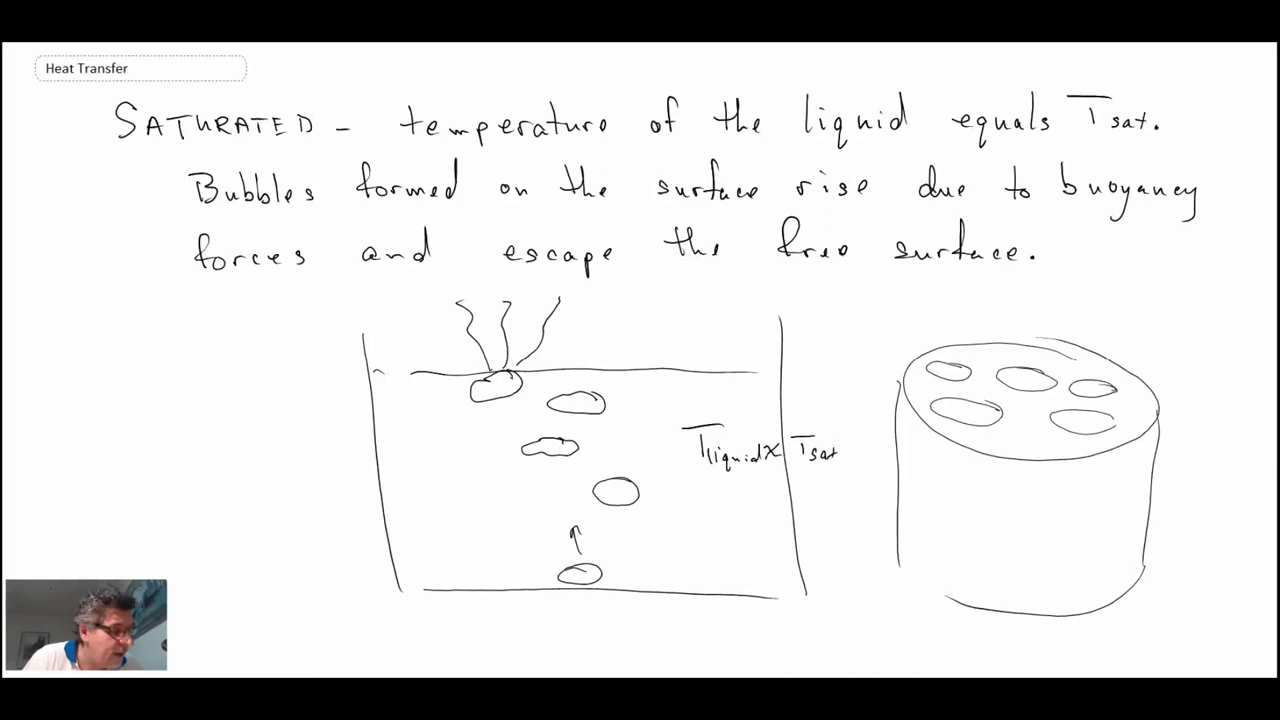 Heat Transfer
SATURATED - temperature of the liquid equals Tsat.
Bubbles formed on the surface rise due to buoyancy
forces and escape the free surface.
Tliquid ≈ Tsat